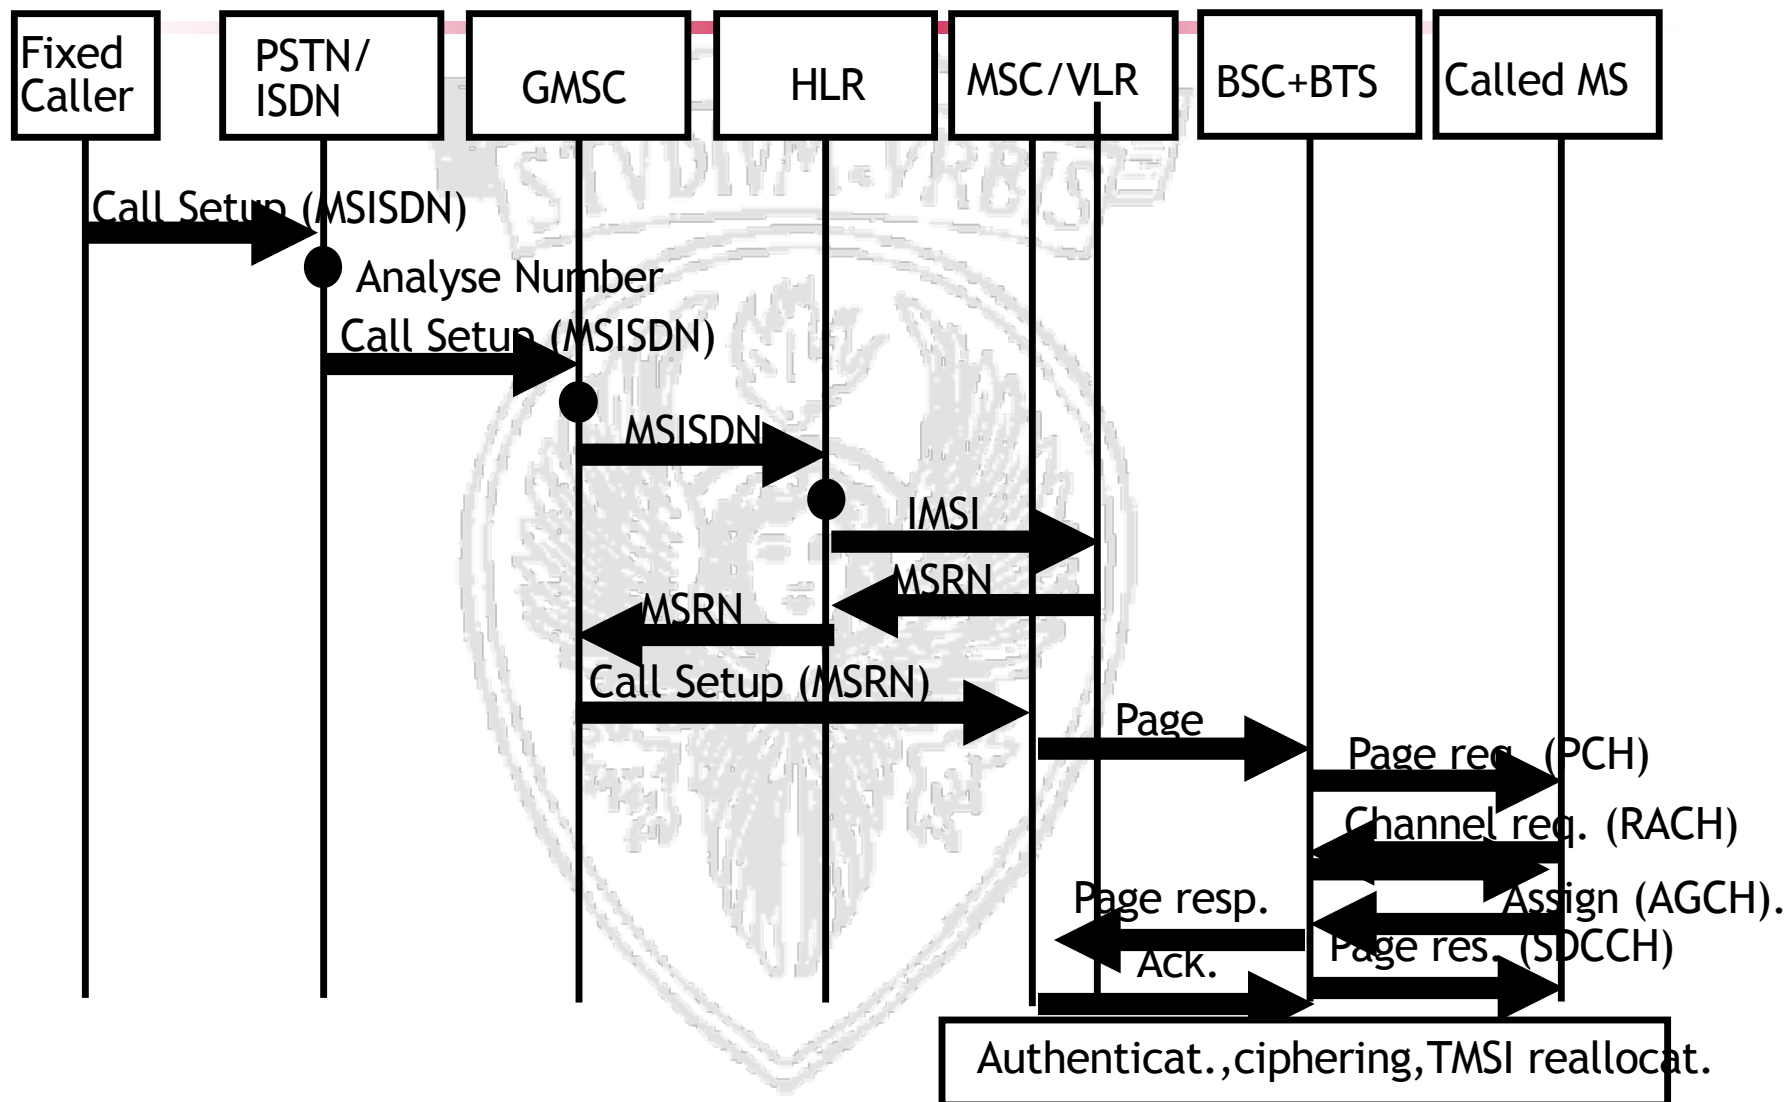 Fixed
Caller
PSTN/
ISDN
GMSC
HLR
MSC/VLR
BSC+BTS
Called MS
STVDIVM·VRBIS
Call Setup (MSISDN)
Analyse Number
Call Setup (MSISDN)
MSISDN
IMSI
MSRN
MSRN
Call Setup (MSRN)
Page
Page req. (PCH)
Channel req. (RACH)
Assign (AGCH).
Page resp.
Page res. (SDCCH)
Ack.
Authenticat.,ciphering,TMSI reallocat.